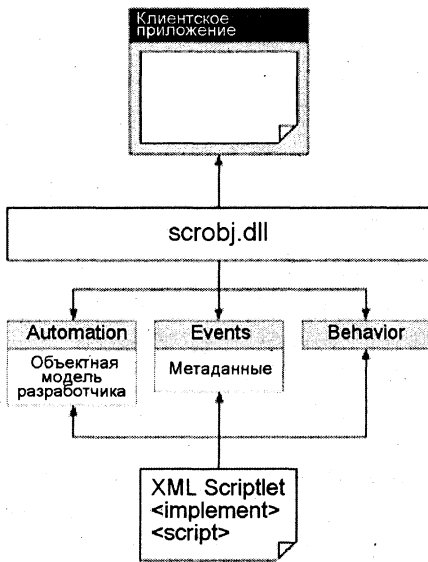 Клиентское
приложение
scrobj.dll
Automation
Объектная
модель
разработчика
Events
Метаданные
Behavior
XML Scriptlet
<implement>
<script>